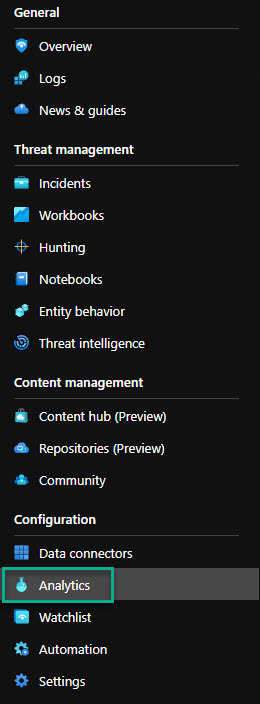 General
Overview
Logs
News & guides
Threat management
Incidents
Workbooks
Hunting
Notebooks
Entity behavior
Threat intelligence
Content management
Content hub (Preview)
Repositories (Preview)
Community
Configuration
Data connectors
Analytics
Watchlist
Automation
Settings